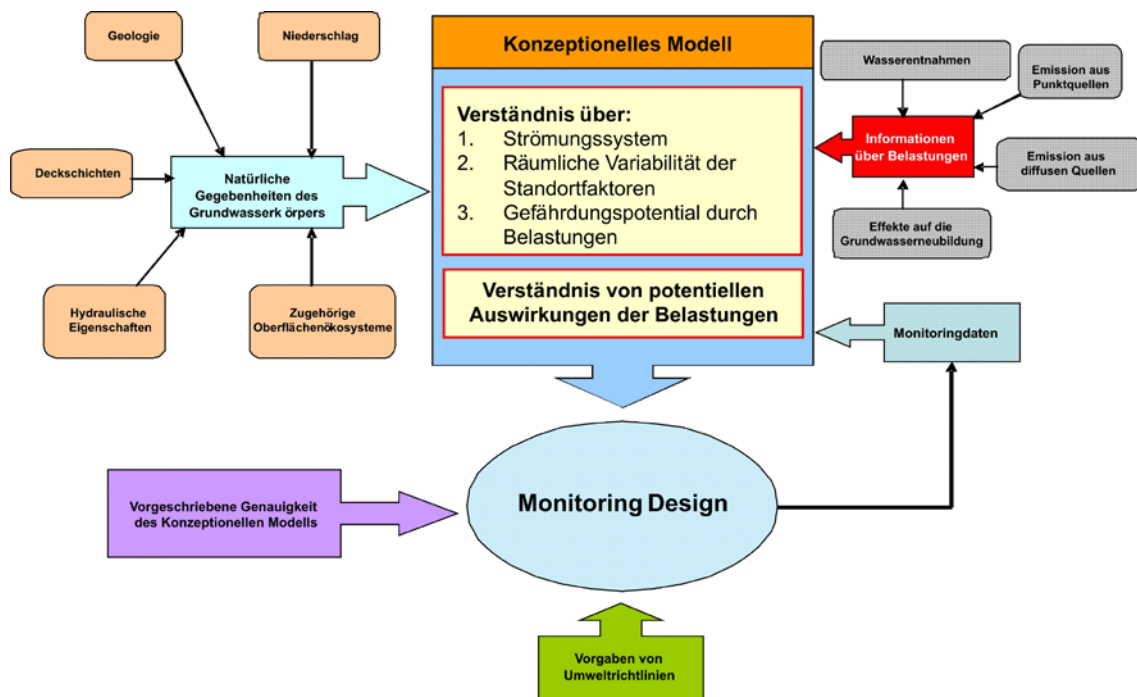 Geologie
Niederschlag
Deckschichten
Natürliche
Gegebenheiten des
Grundwasserk örpers
Hydraulische
Eigenschaften
Zugehörige
Oberflächenökosysteme
Konzeptionelles Modell
Verständnis über:
1. Strömungssystem
2. Räumliche Variabilität der
Standortfaktoren
3. Gefährdungspotential durch
Belastungen
Verständnis von potentiellen
Auswirkungen der Belastungen
Wasserentnahmen
Emission aus
Punktquellen
Informationen
über Belastungen
Emission aus
diffusen Quellen
Effekte auf die
Grundwasserneubildung
Monitoringdaten
Vorgeschriebene Genauigkeit
des Konzeptionellen Modells
Monitoring Design
Vorgaben von
Umweltrichtlinien